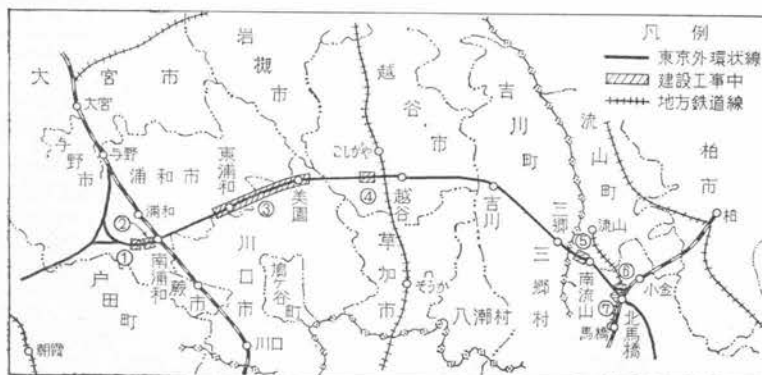 凡例
東京外環状線
建設工事中
地方鉄道線
大宮市
岩槻市
越谷市
吉川町
流山町
柏市
大宮
与野市
与野
浦和市
東浦和
こしがや
②
浦和
③
美園
④
越谷
吉川
三郷
⑤
流山
柏
①
南浦和
戸田町
蕨市
川口市
鳩ケ谷町
草加市
そうか
八潮村
三郷村
南流山
⑥
小金
⑦
馬橋
北馬橋
川口
朝霞